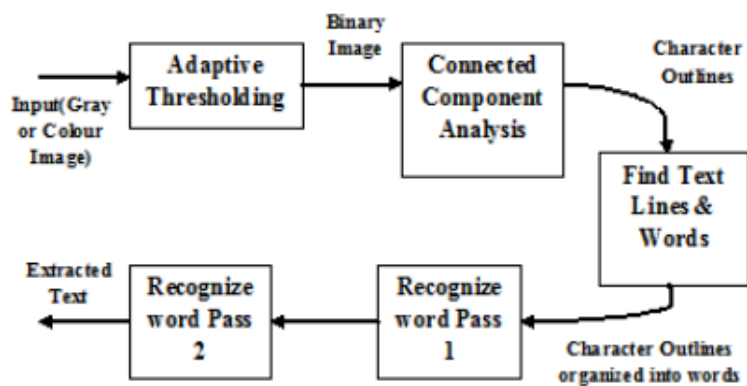 Input(Gray
or Colour
Image)
Adaptive
Thresholding
Binary
Image
Connected
Component
Analysis
Character
Outlines
Find Text
Lines &
Words
Character Outlines
organized into words
Recognize
word Pass
1
Recognize
word Pass
2
Extracted
Text